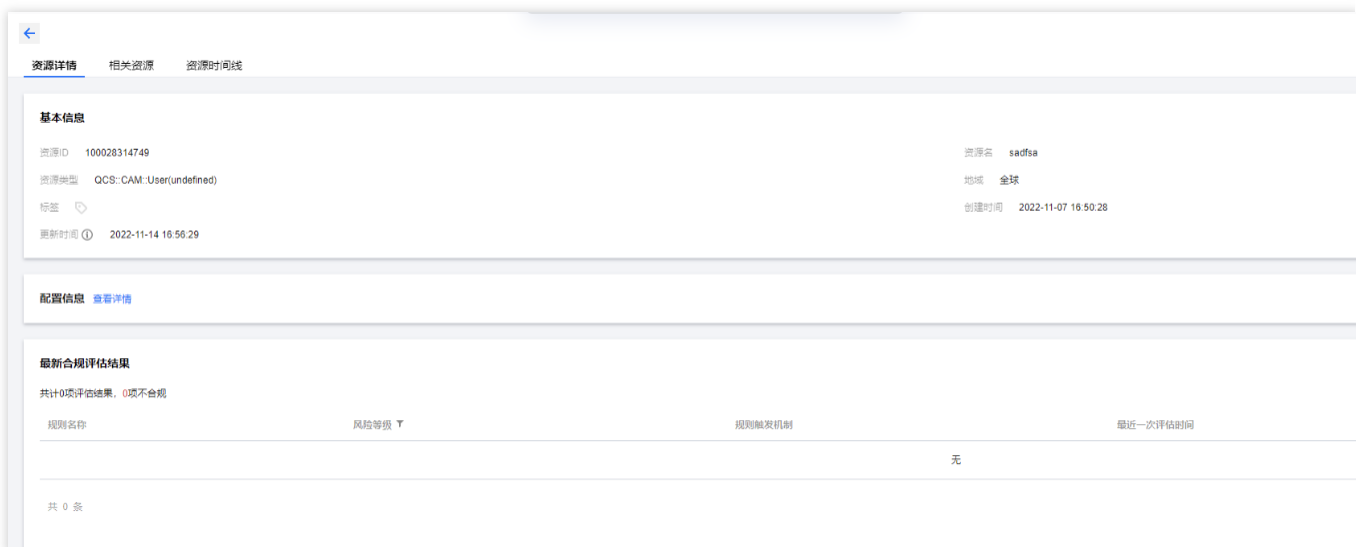 资源详情 相关资源 资源时间线
基本信息
资源ID 100028314749 资源名 sadfsa
资源类型 QCS::CAM::User(undefined) 地域 全球
标签 创建时间 2022-11-07 16:50:28
更新时间 2022-11-14 16:56:29
配置信息 查看详情
最新合规评估结果
共计0项评估结果，0项不合规
规则名称 风险等级 规则触发机制 最近一次评估时间
无
共 0 条